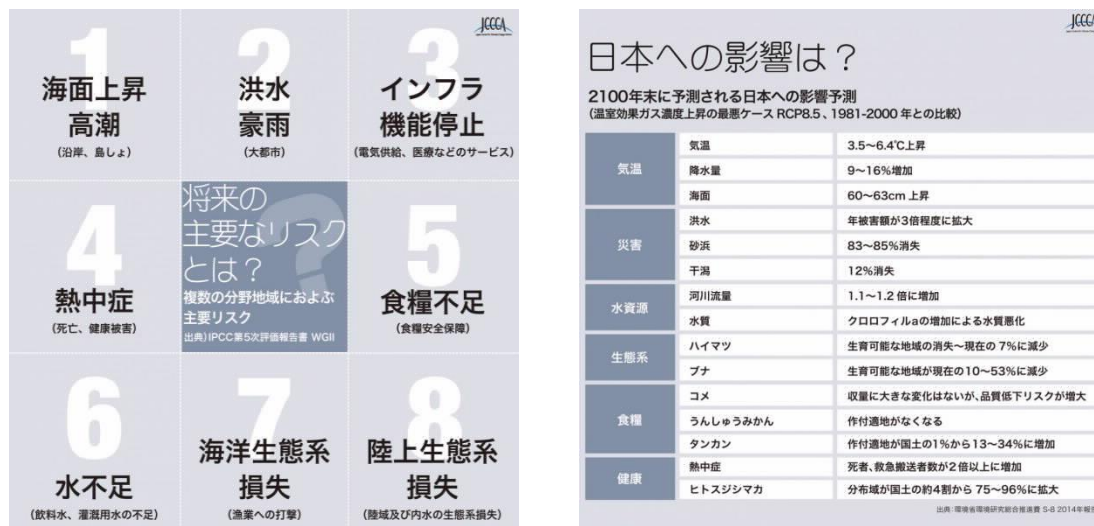 JCCCA
1
海面上昇
高潮
(沿岸、島しょ)
2
洪水
豪雨
(大都市)
3
インフラ
機能停止
(電気供給、医療などのサービス)
4
熱中症
(死亡、健康被害)
将来の
主要なリスク
とは?
複数の分野地域におよぶ
主要リスク
出典)IPCC第5次評価報告書 WGII
5
食糧不足
(食糧安全保障)
6
水不足
(飲料水、灌漑用水の不足)
7
海洋生態系
損失
(漁業への打撃)
8
陸上生態系
損失
(陸域及び内水の生態系損失)
日本への影響は?
2100年末に予測される日本への影響予測
(温室効果ガス濃度上昇の最悪ケース RCP8.5、1981-2000 年との比較)
気温 気温 3.5~6.4℃上昇
降水量 9~16%増加
海面 60~63cm 上昇
災害 洪水 年被害額が3倍程度に拡大
砂浜 83~85%消失
干潟 12%消失
水資源 河川流量 1.1~1.2 倍に増加
水質 クロロフィルaの増加による水質悪化
生態系 ハイマツ 生育可能な地域の消失~現在の 7%に減少
ブナ 生育可能な地域が現在の10~53%に減少
食糧 コメ 収量に大きな変化はないが、品質低下リスクが増大
うんしゅうみかん 作付適地がなくなる
タンカン 作付適地が国土の1%から13~34%に増加
健康 熱中症 死者、救急搬送者数が2倍以上に増加
ヒトスジシマカ 分布域が国土の約4割から 75~96%に拡大
出典:環境省環境研究総合推進費 S-8 2014年報